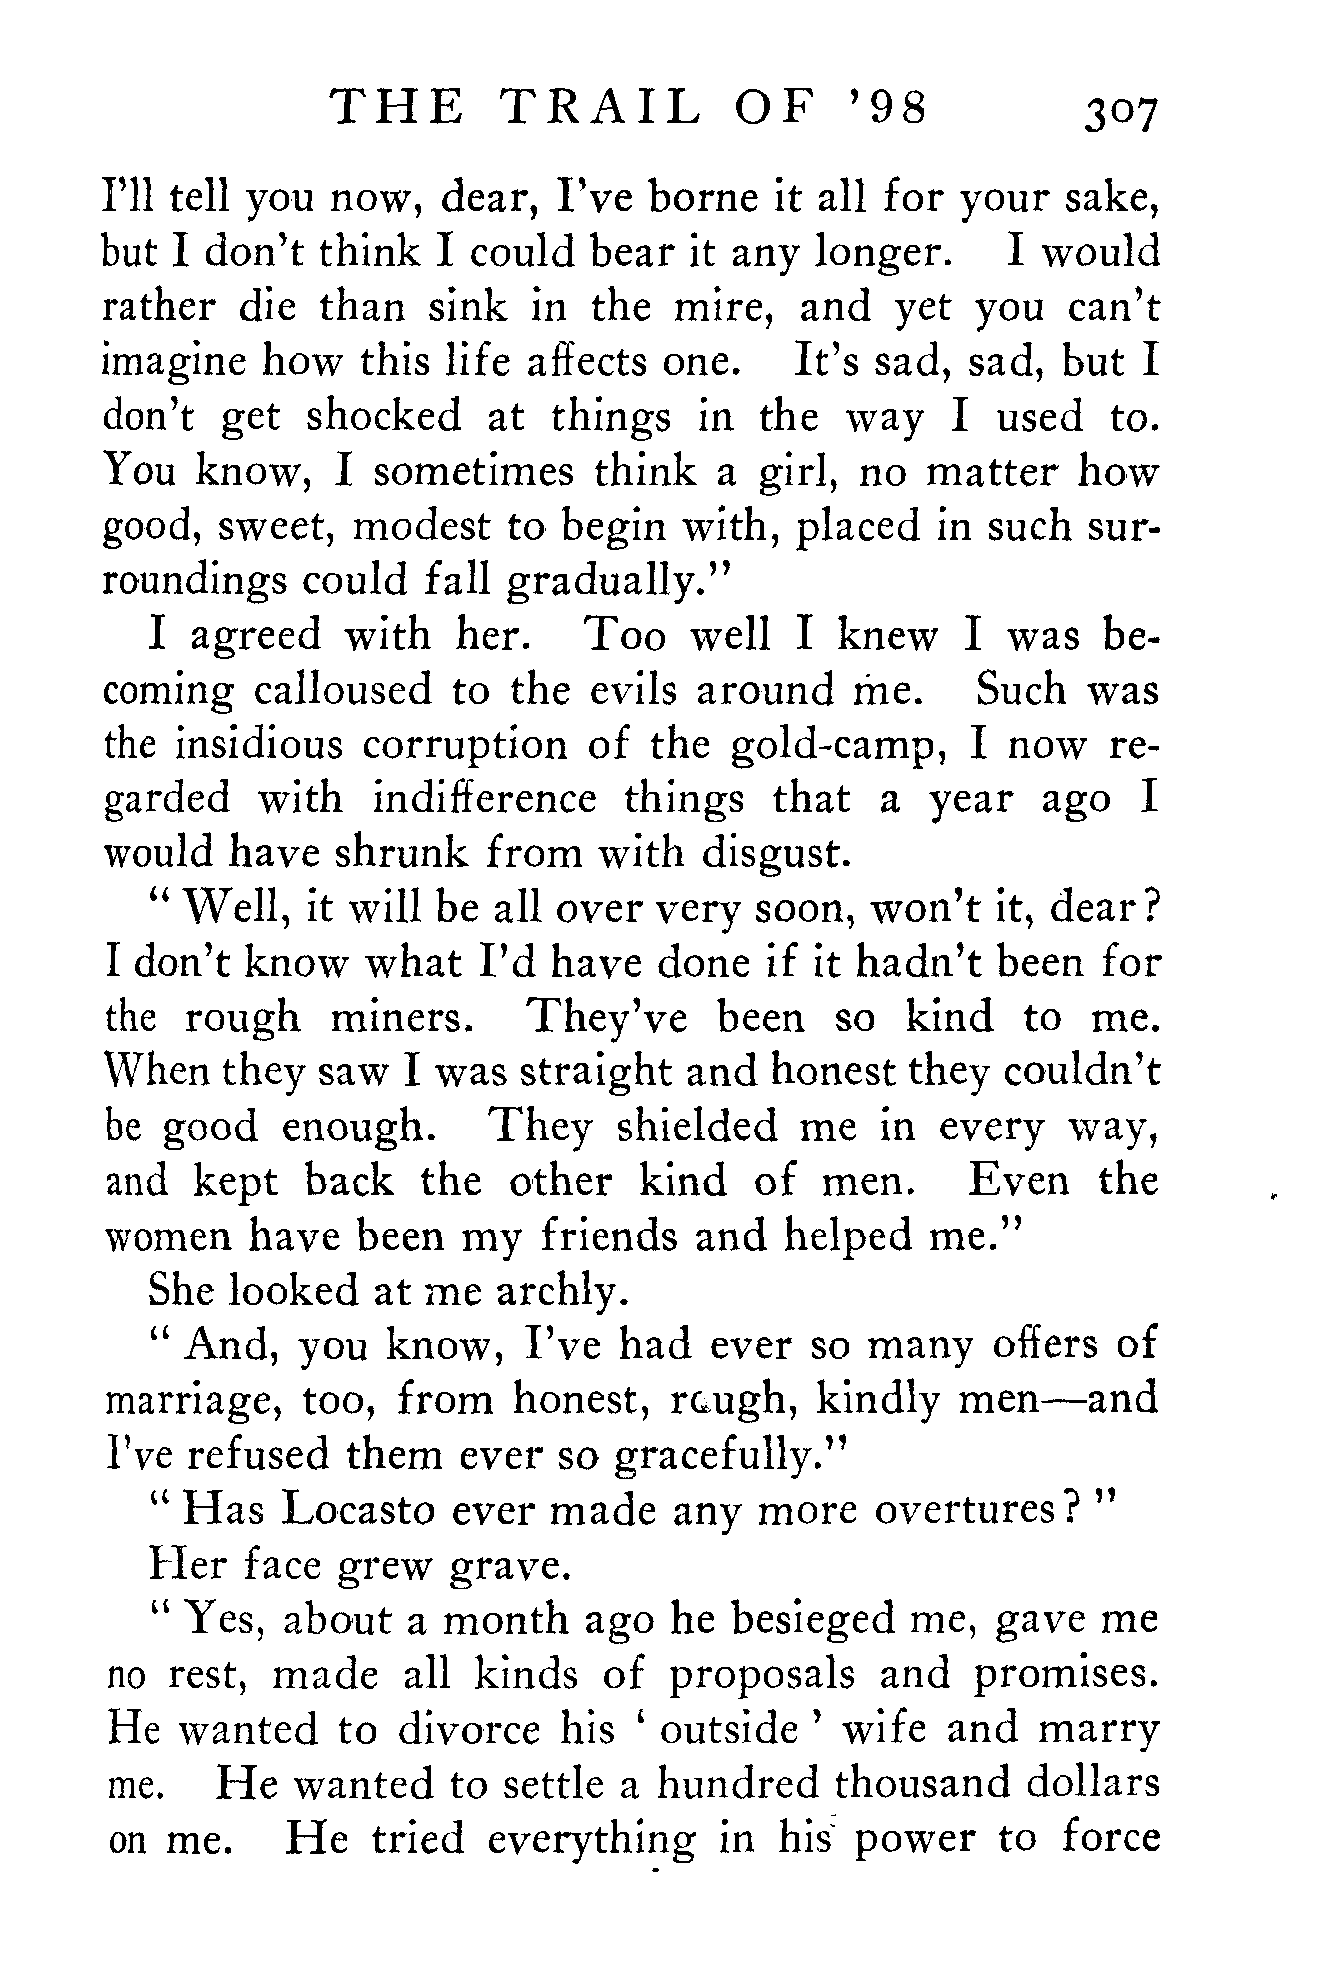 THE TRAIL OF '98 307
I'll tell you now, dear, I've borne it all for your sake,
but I don't think I could bear it any longer. I would
rather die than sink in the mire, and yet you can't
imagine how this life affects one. It's sad, sad, but I
don't get shocked at things in the way I used to.
You know, I sometimes think a girl, no matter how
good, sweet, modest to begin with, placed in such sur-
roundings could fall gradually."
I agreed with her. Too well I knew I was be-
coming calloused to the evils around me. Such was
the insidious corruption of the gold-camp, I now re-
garded with indifference things that a year ago I
would have shrunk from with disgust.
" Well, it will be all over very soon, won't it, dear?
I don't know what I'd have done if it hadn't been for
the rough miners. They've been so kind to me.
When they saw I was straight and honest they couldn't
be good enough. They shielded me in every way,
and kept back the other kind of men. Even the
women have been my friends and helped me."
She looked at me archly.
" And, you know, I've had ever so many offers of
marriage, too, from honest, rough, kindly men—and
I've refused them ever so gracefully."
" Has Locasto ever made any more overtures? "
Her face grew grave.
" Yes, about a month ago he besieged me, gave me
no rest, made all kinds of proposals and promises.
He wanted to divorce his ' outside ' wife and marry
me. He wanted to settle a hundred thousand dollars
on me. He tried everything in his power to force